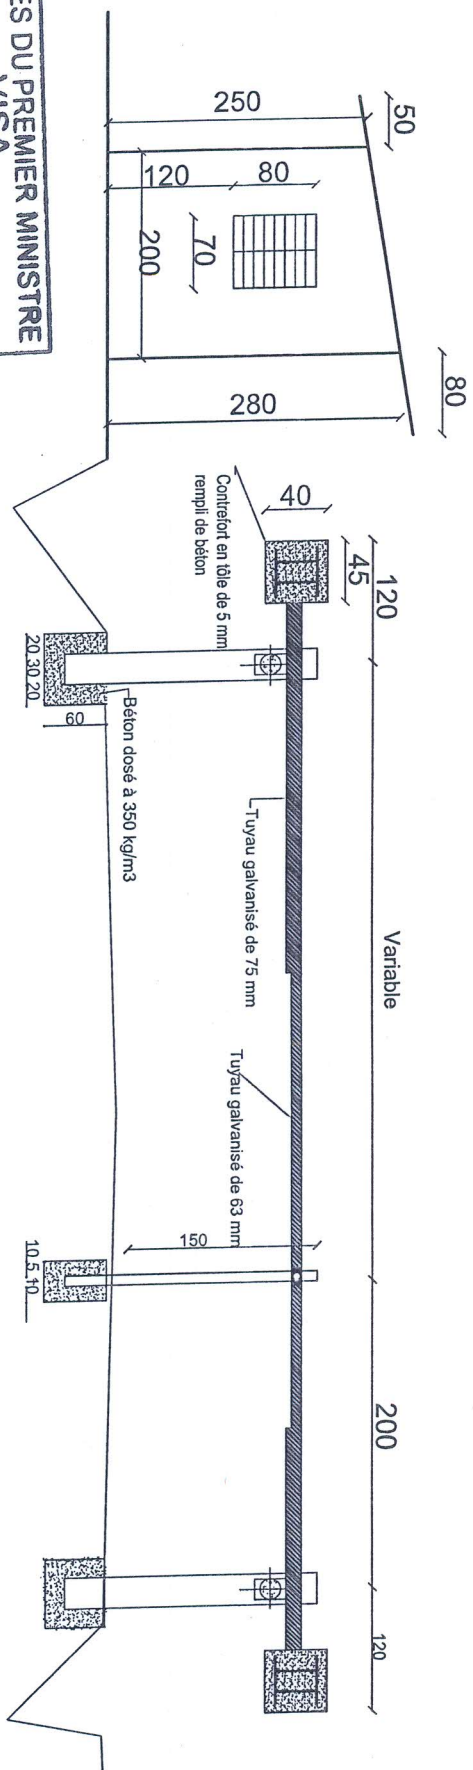 ES DU PREMIER MINISTRE
VISA
50
250
120
80
70
200
80
280
40
45
120
Contrefort en tôle de 5 mm
rempli de béton
20 30 20
60
Béton dosé à 350 kg/m3
Tuyau galvanisé de 75 mm
Variable
Tuyau galvanisé de 63 mm
150
10 5 10
200
120